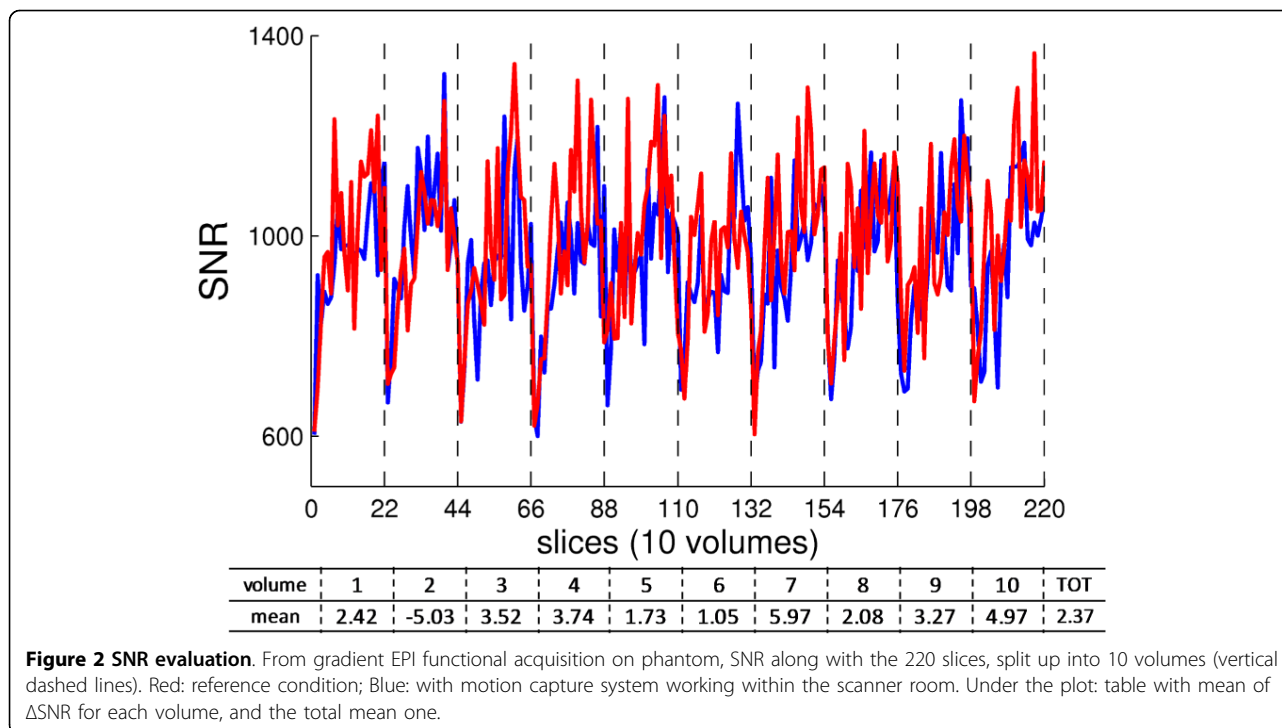 1400
1000
600
SNR
0 22 44 66 88 110 132 154 176 198 220
slices (10 volumes)
volume 1 2 3 4 5 6 7 8 9 10 TOT
mean 2.42 -5.03 3.52 3.74 1.73 1.05 5.97 2.08 3.27 4.97 2.37
Figure 2 SNR evaluation. From gradient EPI functional acquisition on phantom, SNR along with the 220 slices, split up into 10 volumes (vertical
dashed lines). Red: reference condition; Blue: with motion capture system working within the scanner room. Under the plot: table with mean of
ΔSNR for each volume, and the total mean one.